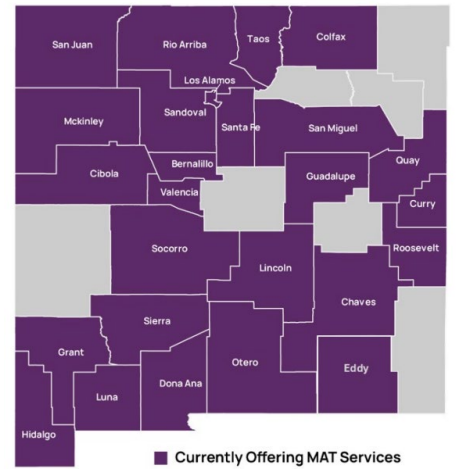 San Juan
Rio Arriba
Taos
Colfax
Los Alamos
Mckinley
Sandoval
Santa Fe
San Miguel
Quay
Cibola
Bernalillo
Guadalupe
Valencia
Curry
Socorro
Roosevelt
Lincoln
Chaves
Sierra
Grant
Otero
Eddy
Dona Ana
Luna
Hidalgo
Currently Offering MAT Services